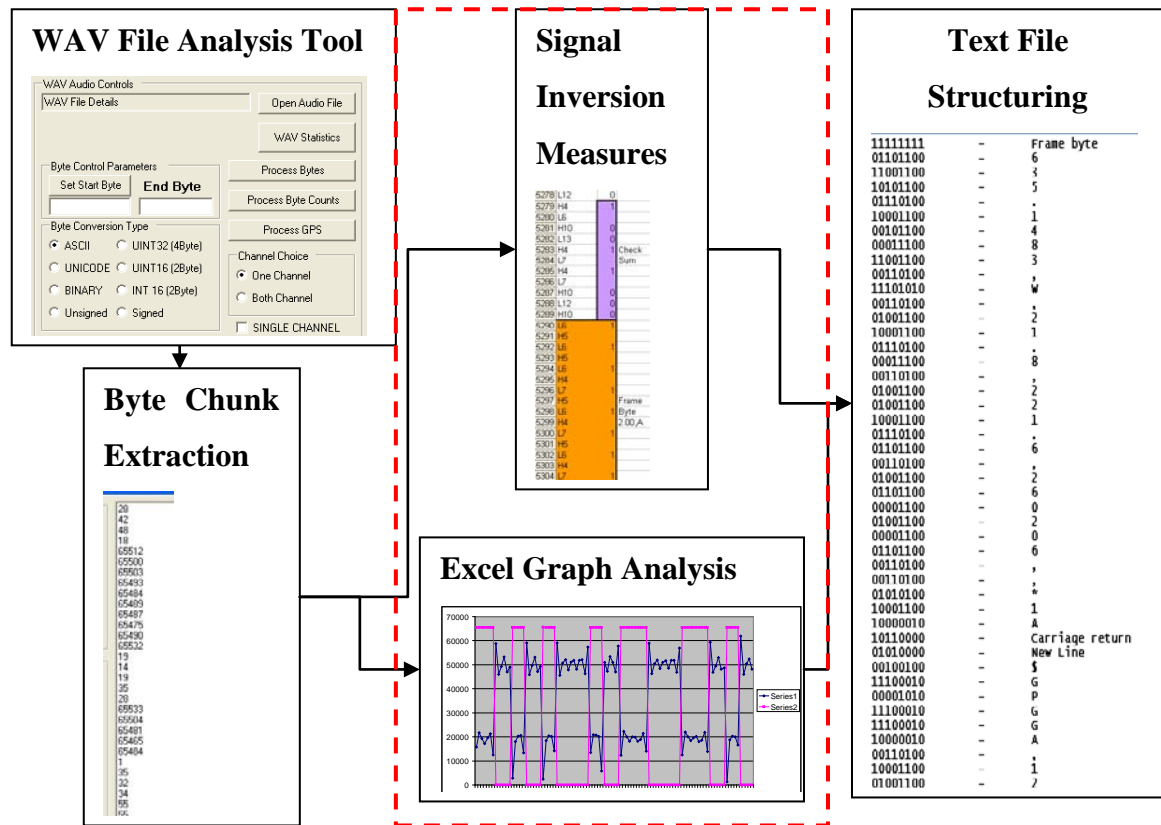 WAV File Analysis Tool
WAV Audio Controls
WAV File Details
Open Audio File
WAV Statistics
Byte Control Parameters
Set Start Byte End Byte
Process Bytes
Process Byte Counts
Process GPS
Byte Conversion Type
ASCII UINT32 (4Byte)
UNICODE UINT16 (2Byte)
BINARY INT 16 (2Byte)
Unsigned Signed
Channel Choice
One Channel
Both Channel
SINGLE CHANNEL
Byte Chunk
Extraction
20
42
48
18
65512
65500
65503
65493
65484
65489
65487
65475
65490
65532
19
14
19
35
28
65533
65504
65481
65465
65484
1
35
32
34
55
Signal
Inversion
Measures
5278 L12 0
5279 H4 1
5280 L6
5281 H10 0
5282 L13 0
5283 H4 1 Check
5284 L7 Sum
5285 H4 1
5286 L7
5287 H10 0
5288 L12 0
5289 H10 0
5290 L6 1
5291 H5
5292 L6 1
5293 H5
5294 L6 1
5295 H4
5296 L7 1
5297 H5 Frame
5298 L6 1 Byte
5299 H4 2.00,A
5300 L7 1
5301 H5
5302 L6 1
5303 H4
5304 L7 1
Excel Graph Analysis
70000
60000
50000
40000
30000
20000
10000
0
Series1
Series2
Text File
Structuring
11111111 - Frame byte
01101100 - 6
11001100 - 3
10101100 - 5
01110100 - .
10001100 - 1
00101100 - 4
00011100 - 8
11001100 - 3
00110100 - ,
11101010 - W
00110100 - ,
01001100 - 2
10001100 - 1
01110100 - .
00011100 - 8
00110100 - ,
01001100 - 2
01001100 - 2
10001100 - 1
01110100 - .
01101100 - 6
00110100 - ,
01001100 - 2
01101100 - 6
00001100 - 0
01001100 - 2
00001100 - 0
01101100 - 6
00110100 - ,
00110100 - ,
01010100 - *
10001100 - 1
10000010 - A
10110000 - Carriage return
01010000 - New Line
00100100 - $
11100010 - G
00001010 - P
11100010 - G
11100010 - G
10000010 - A
00110100 - ,
10001100 - 1
01001100 - 2